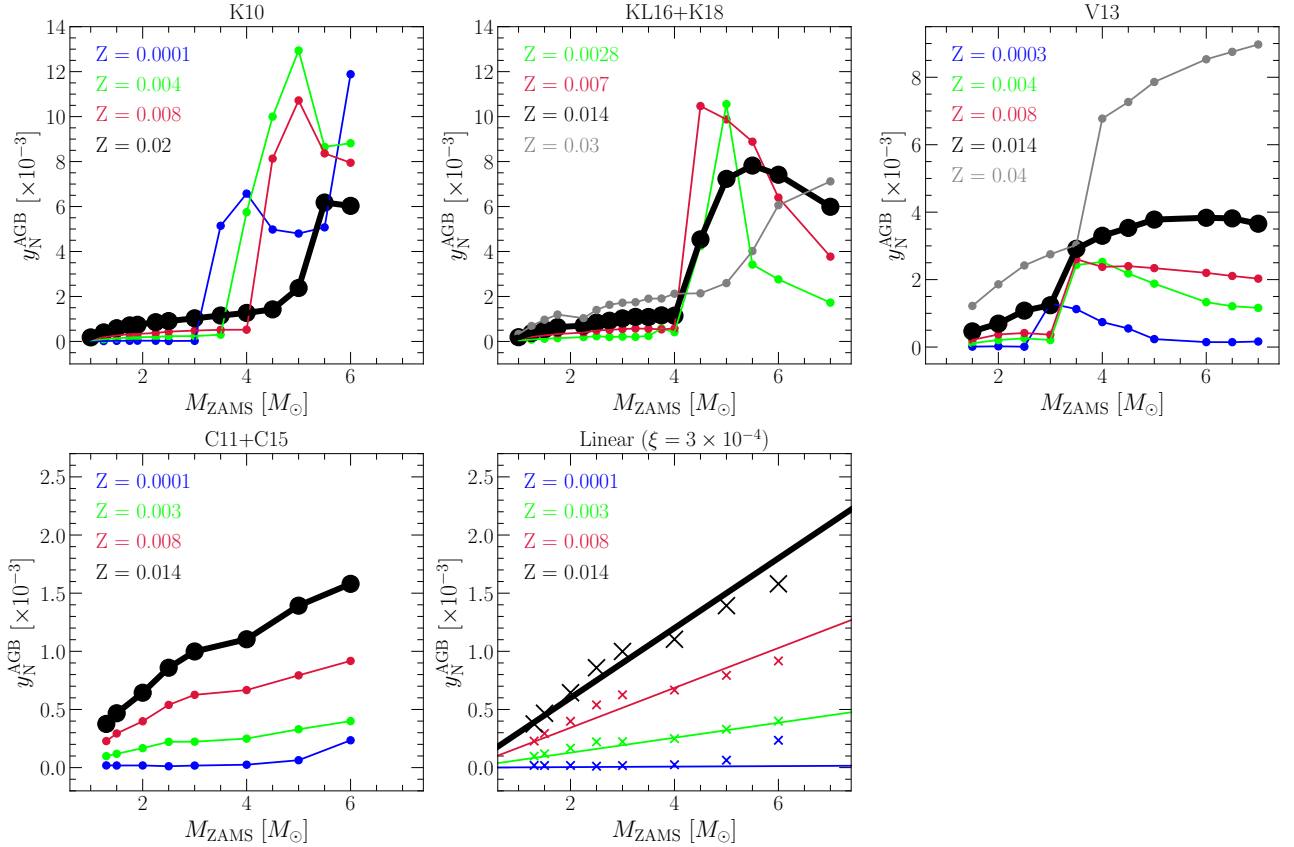 K10
14
12
10
8
6
4
2
0
y_N^AGB [×10^−3]
Z = 0.0001
Z = 0.004
Z = 0.008
Z = 0.02
2 4 6
M_ZAMS [M_⊙]
KL16+K18
14
12
10
8
6
4
2
0
y_N^AGB [×10^−3]
Z = 0.0028
Z = 0.007
Z = 0.014
Z = 0.03
2 4 6
M_ZAMS [M_⊙]
V13
8
6
4
2
0
y_N^AGB [×10^−3]
Z = 0.0003
Z = 0.004
Z = 0.008
Z = 0.014
Z = 0.04
2 4 6
M_ZAMS [M_⊙]
C11+C15
2.5
2.0
1.5
1.0
0.5
0.0
y_N^AGB [×10^−3]
Z = 0.0001
Z = 0.003
Z = 0.008
Z = 0.014
2 4 6
M_ZAMS [M_⊙]
Linear (ξ = 3 × 10^−4)
2.5
2.0
1.5
1.0
0.5
0.0
y_N^AGB [×10^−3]
Z = 0.0001
Z = 0.003
Z = 0.008
Z = 0.014
2 4 6
M_ZAMS [M_⊙]